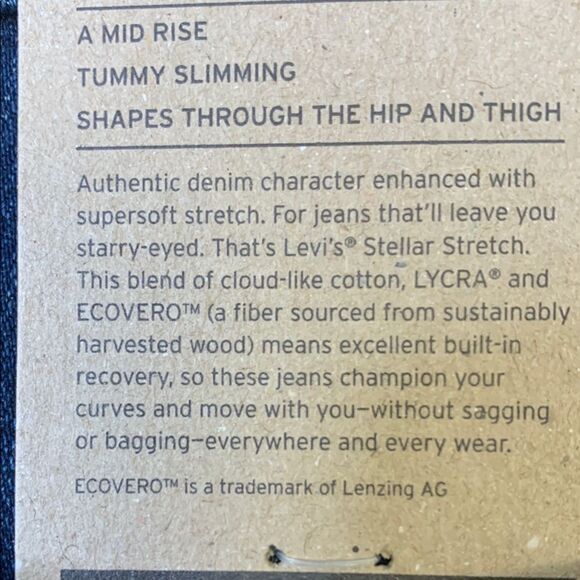 A MID RISE
TUMMY SLIMMING
SHAPES THROUGH THE HIP AND THIGH
Authentic denim character enhanced with
supersoft stretch. For jeans that'll leave you
starry-eyed. That's Levi's® Stellar Stretch.
This blend of cloud-like cotton, LYCRA® and
ECOVERO™ (a fiber sourced from sustainably
harvested wood) means excellent built-in
recovery, so these jeans champion your
curves and move with you—without sagging
or bagging—everywhere and every wear.
ECOVERO™ is a trademark of Lenzing AG